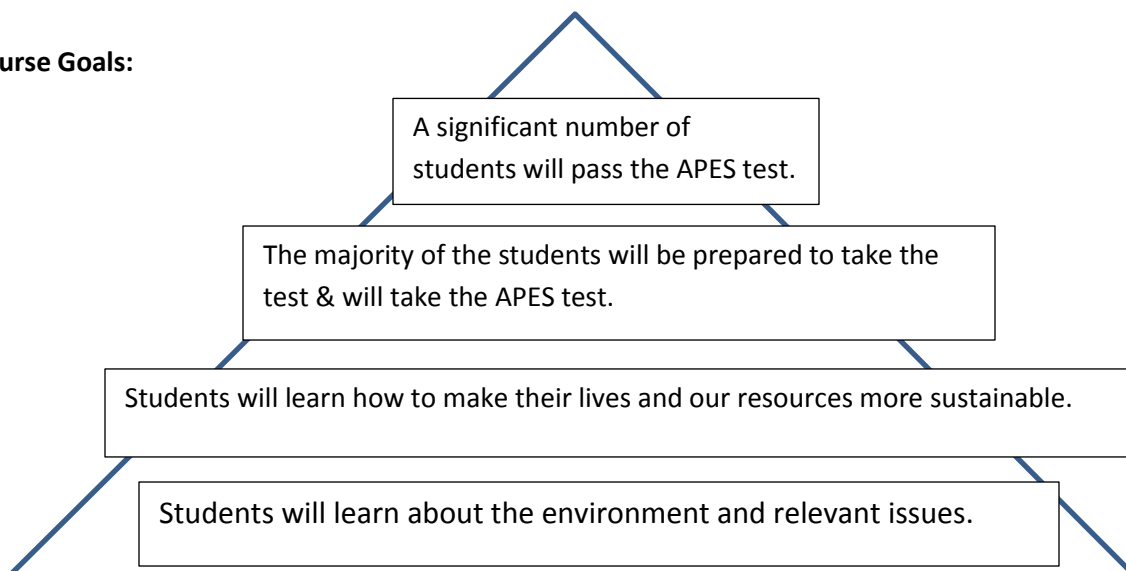 urse Goals:
A significant number of
students will pass the APES test.
The majority of the students will be prepared to take the
test & will take the APES test.
Students will learn how to make their lives and our resources more sustainable.
Students will learn about the environment and relevant issues.